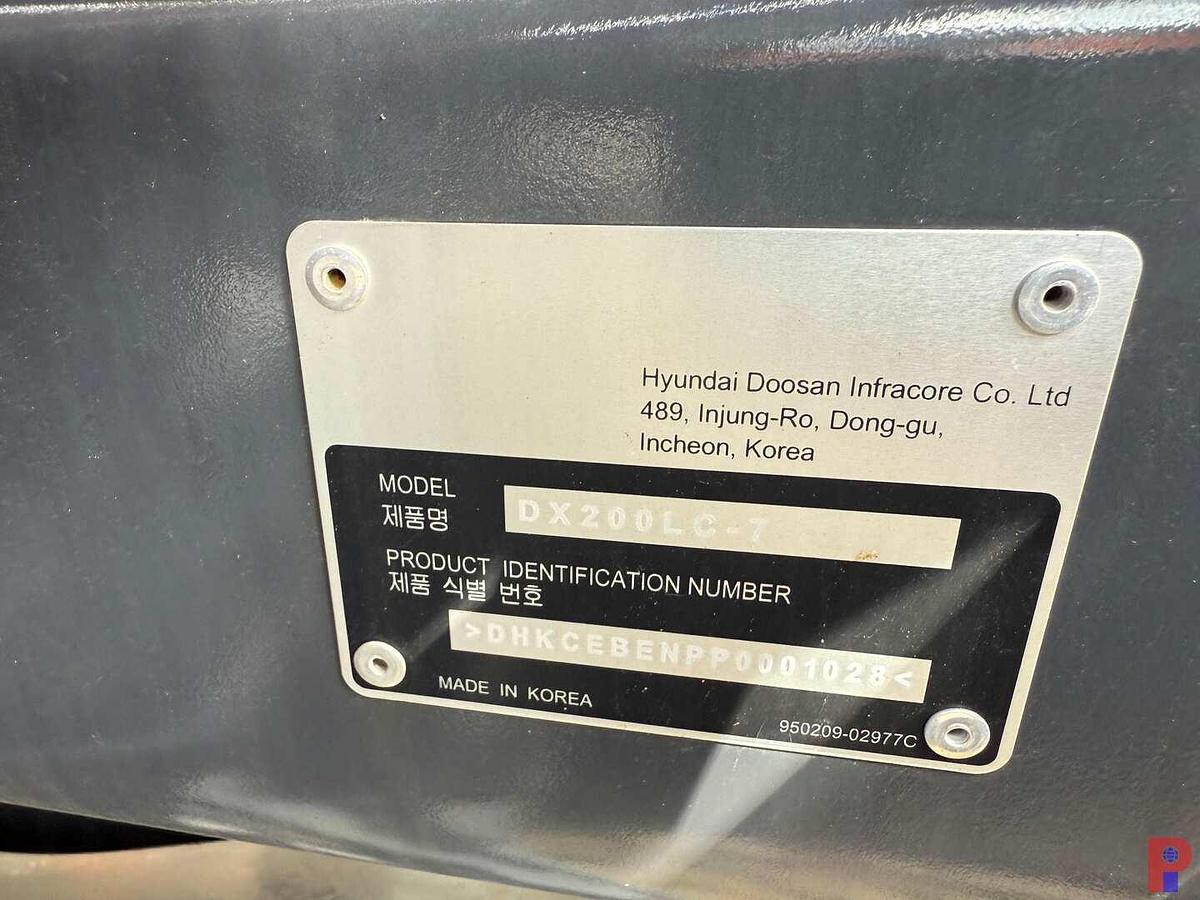 Hyundai Doosan Infracore Co. Ltd
489, Injung-Ro, Dong-gu,
Incheon, Korea
MODEL
제품명
DX200LC-7
PRODUCT IDENTIFICATION NUMBER
제품 식별 번호
>DHKCEBENPP0001028<
MADE IN KOREA
950209-02977C